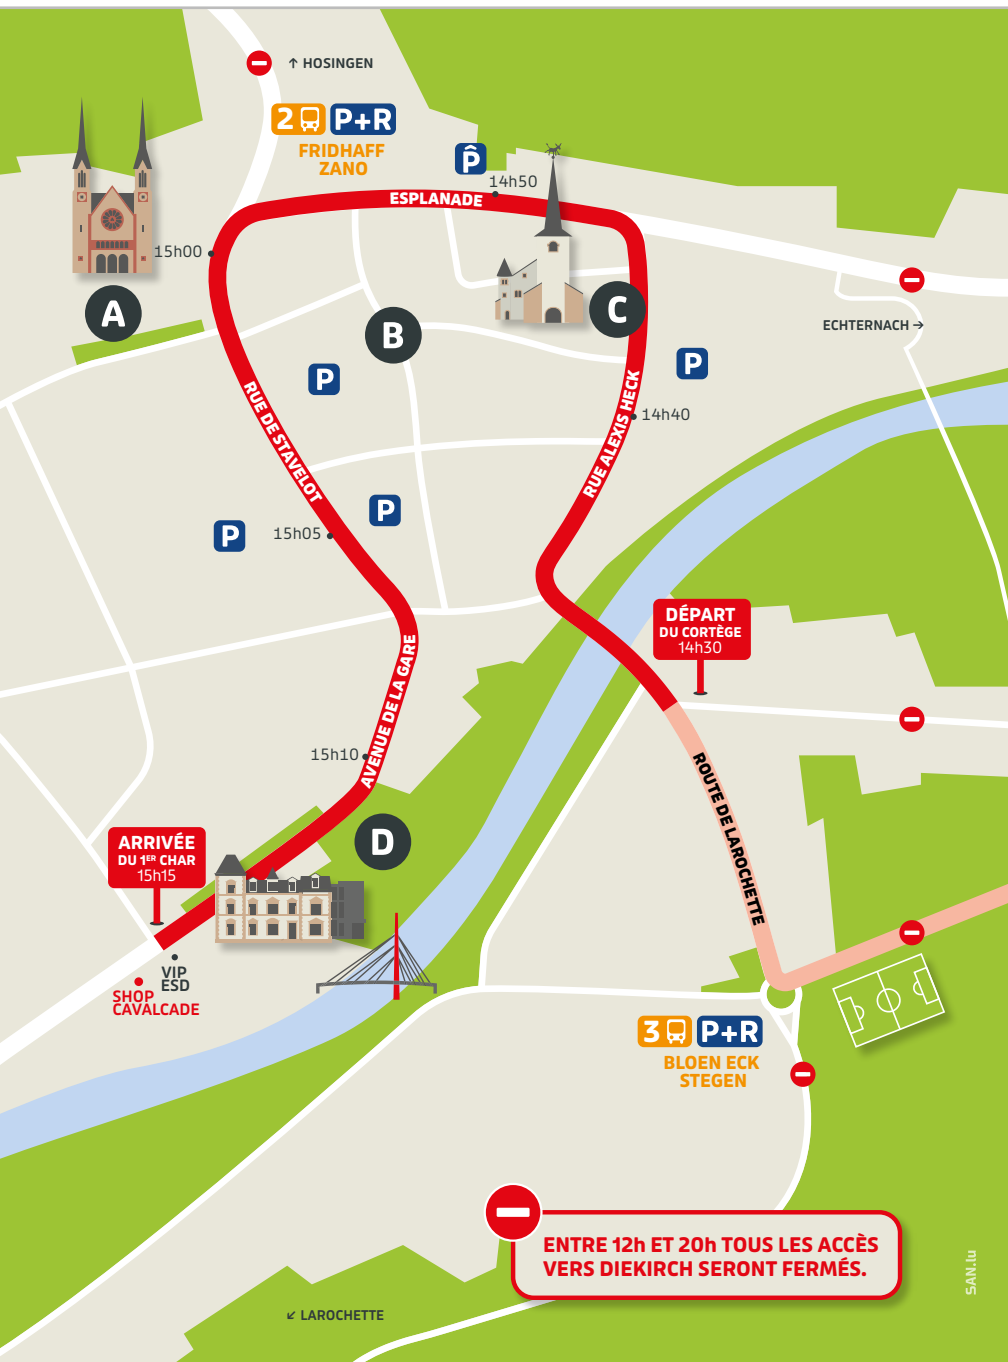 ↑ HOSINGEN
2 P+R
FRIDHAFF
ZANO
P
14h50
ESPLANADE
15h00
A
B
C
ECHTERNACH →
P
P
RUE DE STAVELOT
RUE ALEXIS HECK
14h40
P
P
15h05
DÉPART
DU CORTÈGE
14h30
AVENUE DE LA GARE
15h10
ROUTE DE LAROCHETTE
ARRIVÉE
DU 1ER CHAR
15h15
D
VIP
ESD
SHOP
CAVALCADE
3 P+R
BLOEN ECK
STEGEN
ENTRE 12h ET 20h TOUS LES ACCÈS
VERS DIEKIRCH SERONT FERMÉS.
SAN.lu
↙ LAROCHETTE